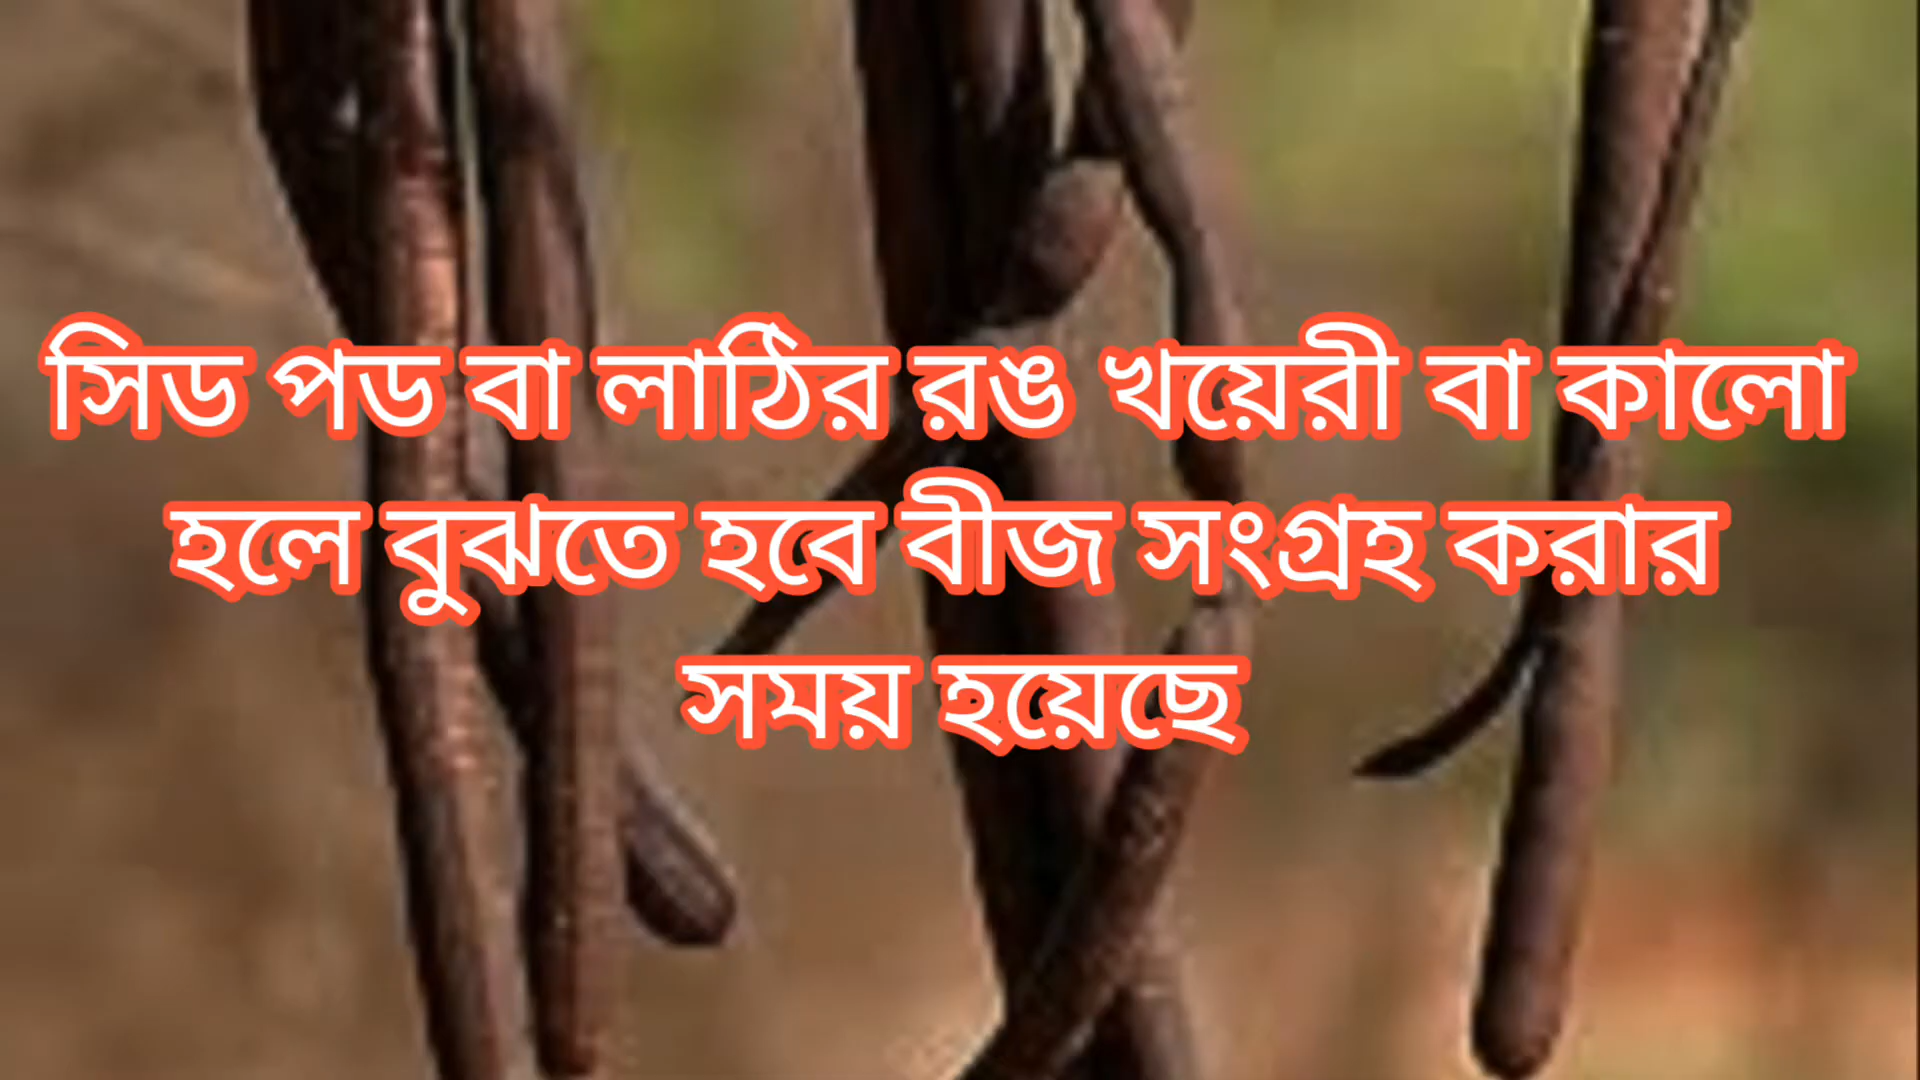 সিড পড বা লাঠির রঙ খয়েরী বা কালো
হলে বুঝতে হবে বীজ সংগ্রহ করার
সময় হয়েছে